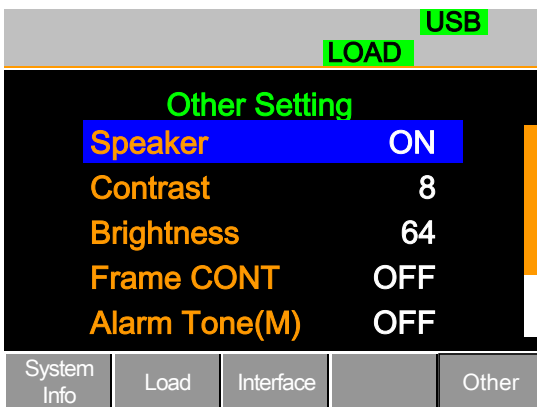 USB
LOAD
Other Setting
Speaker ON
Contrast 8
Brightness 64
Frame CONT OFF
Alarm Tone(M) OFF
System Info Load Interface Other